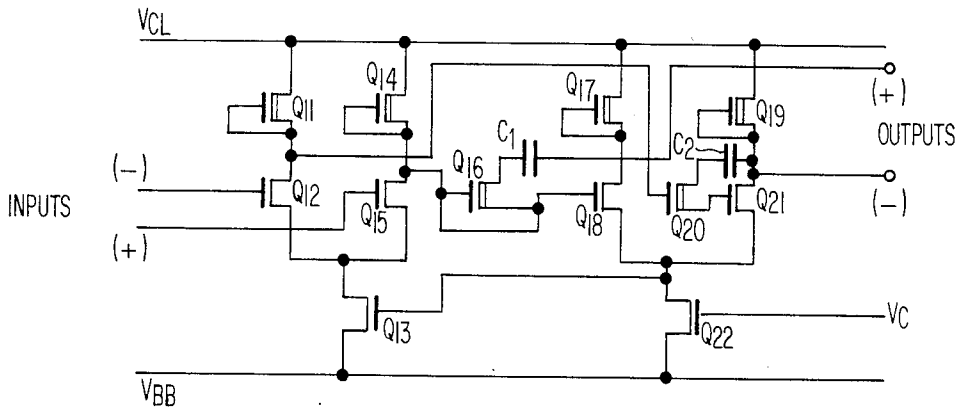 VCL
Q11
Q14
Q17
Q19
(+)
OUTPUTS
C1
C2
Q16
(-)
Q12
INPUTS
Q15
Q18
Q20
Q21
(-)
(+)
Q13
Q22
VC
VBB